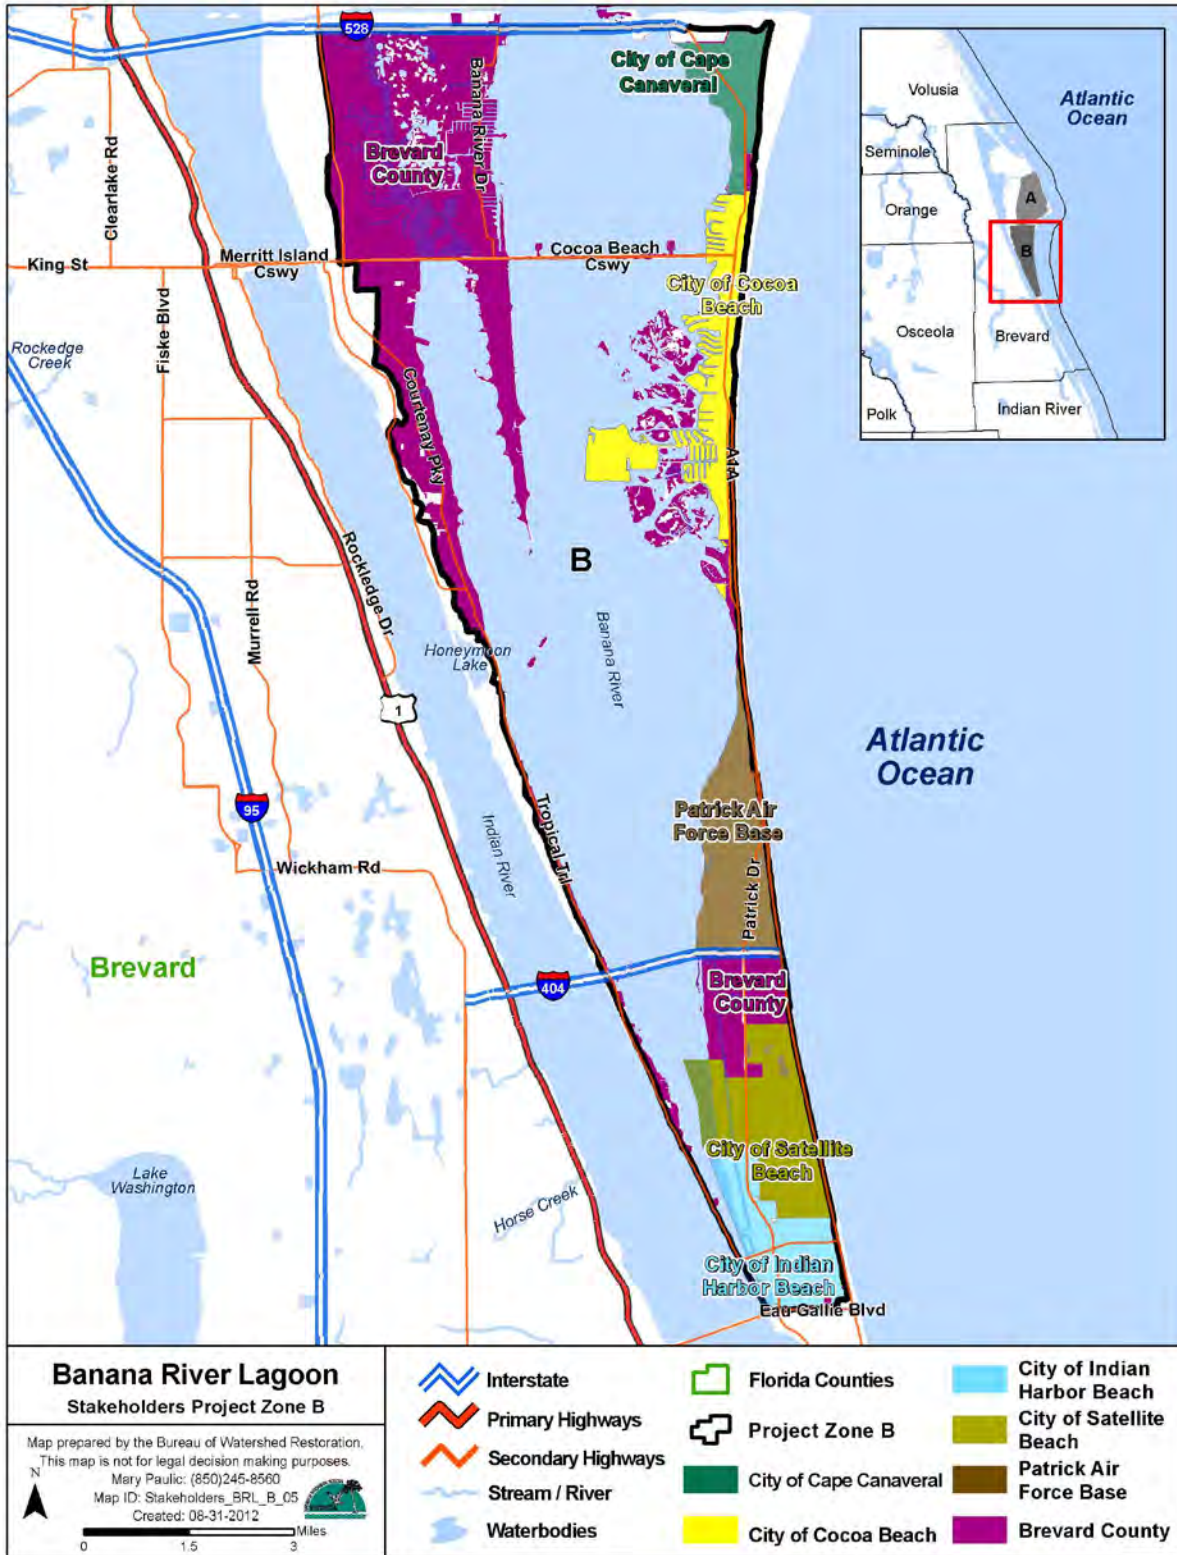 528
City of Cape
Canaveral
Banana River Dr
Brevard
County
Clearlake Rd
King St
Merritt Island
Cswy
Cocoa Beach
Cswy
City of Cocoa
Beach
Rockedge
Creek
Fiske Blvd
Courtenay Pky
A1A
B
Rockledge Dr
Murrell Rd
Honeymoon
Lake
Banana River
1
Atlantic
Ocean
95
Indian River
Tropical Trl
Patrick Air
Force Base
Patrick Dr
Wickham Rd
Brevard
404
Brevard
County
City of Satellite
Beach
Lake
Washington
Horse Creek
City of Indian
Harbor Beach
Eau Gallie Blvd
Volusia
Atlantic
Ocean
Seminole
A
Orange
B
Osceola
Brevard
Polk
Indian River
Banana River Lagoon
Stakeholders Project Zone B
Map prepared by the Bureau of Watershed Restoration.
This map is not for legal decision making purposes.
Mary Paulic: (850)245-8560
Map ID: Stakeholders_BRL_B_05
Created: 08-31-2012
N
Miles
0 1.5 3
Interstate
Primary Highways
Secondary Highways
Stream / River
Waterbodies
Florida Counties
Project Zone B
City of Cape Canaveral
City of Cocoa Beach
City of Indian
Harbor Beach
City of Satellite
Beach
Patrick Air
Force Base
Brevard County